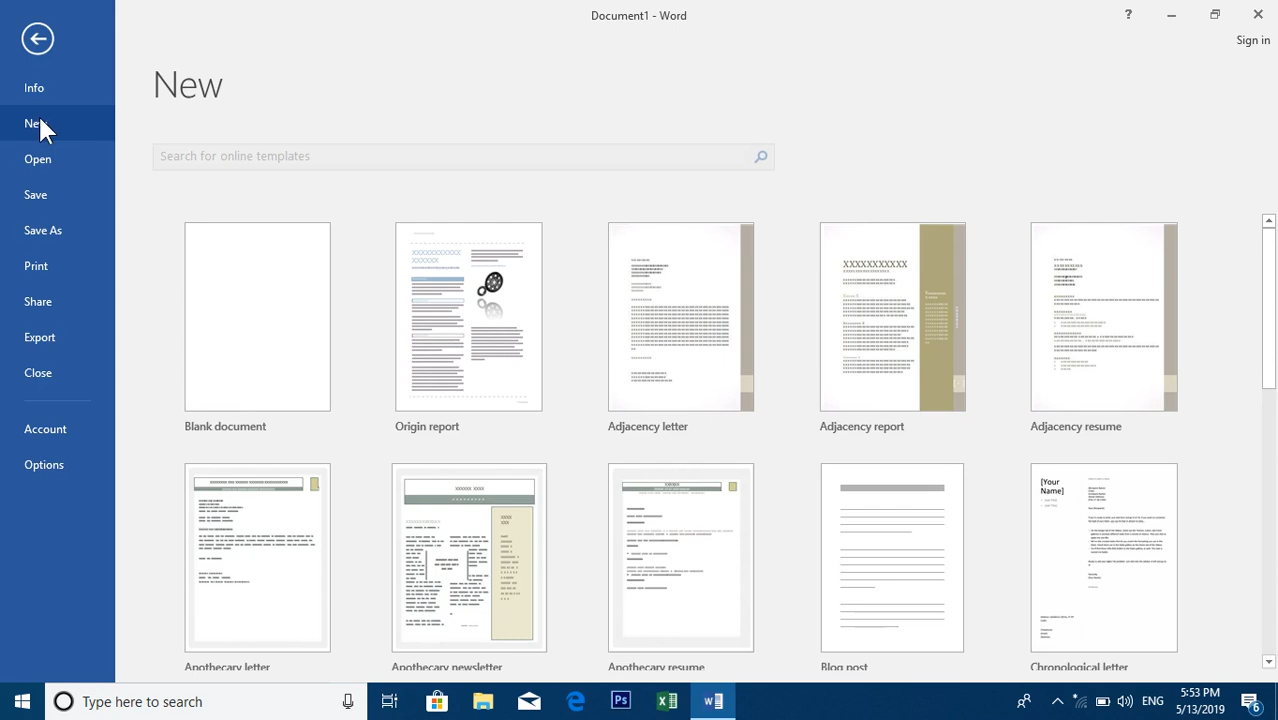 Document1 - Word
?
Sign in
Info
New
Open
Save
Save As
Print
Share
Export
Close
Account
Options
New
Search for online templates
Blank document
Origin report
Adjacency letter
Adjacency report
Adjacency resume
[Your
Name]
Apothecary letter
Apothecary newsletter
Apothecary resume
Blog post
Chronological letter
Type here to search
ENG
5:53 PM
5/13/2019
6